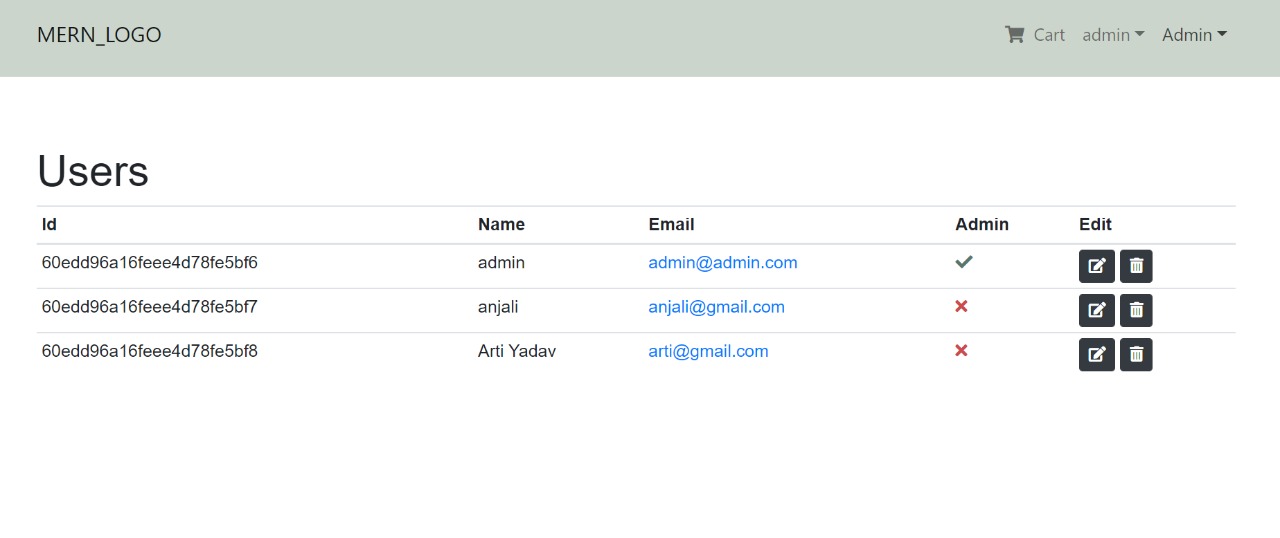 MERN_LOGO Cart admin Admin
Users
Id Name Email Admin Edit
60edd96a16feee4d78fe5bf6 admin admin@admin.com
60edd96a16feee4d78fe5bf7 anjali anjali@gmail.com
60edd96a16feee4d78fe5bf8 Arti Yadav arti@gmail.com